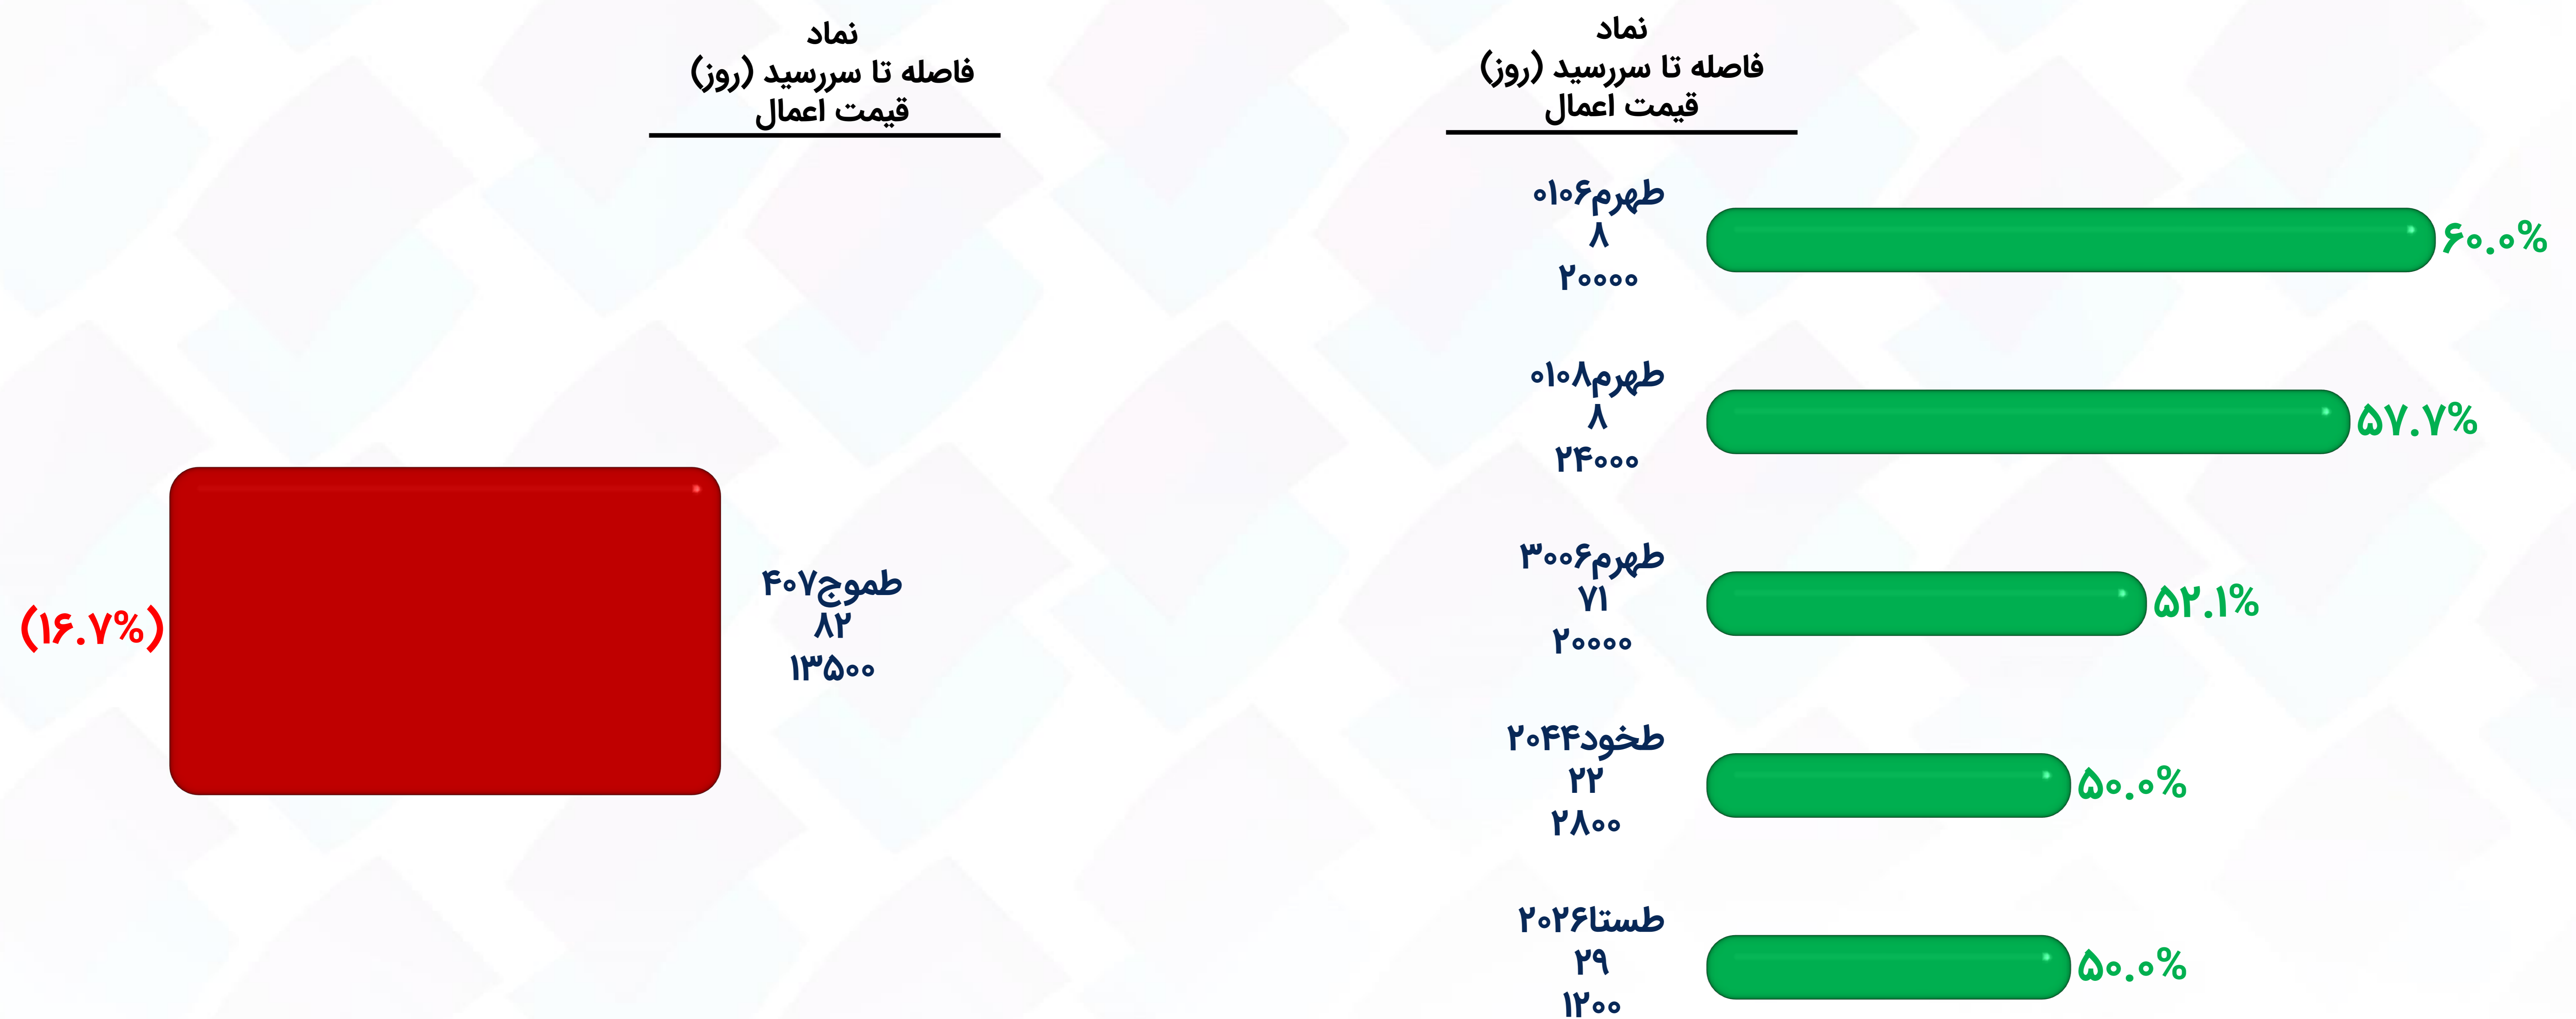 نماد
فاصله تا سررسید (روز)
قیمت اعمال
طهرم۰۱۰۶
۸
۲۰۰۰۰
۶۰.۰%
طهرم۰۱۰۸
۸
۲۴۰۰۰
۵۷.۷%
طهرم۳۰۰۶
۷۱
۲۰۰۰۰
۵۲.۱%
طخود۲۰۴۴
۲۲
۲۸۰۰
۵۰.۰%
طستا۲۰۲۶
۲۹
۱۲۰۰
۵۰.۰%
نماد
فاصله تا سررسید (روز)
قیمت اعمال
طموج۴۰۷
۸۲
۱۳۵۰۰
(۱۶.۷%)